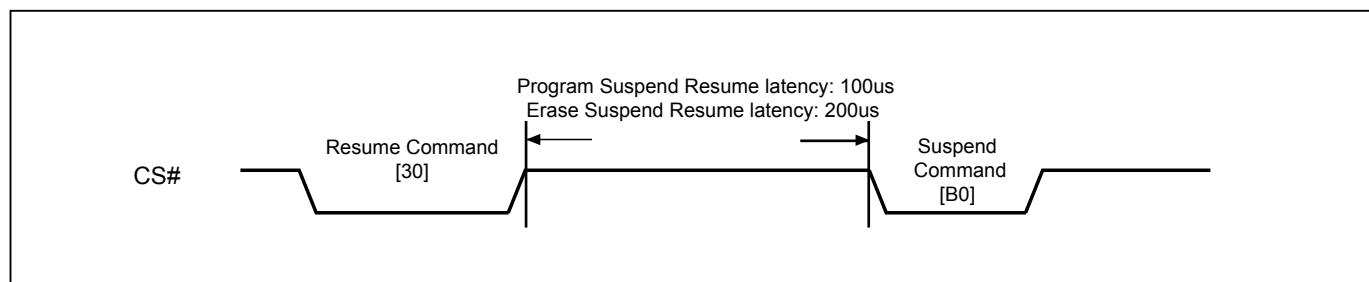 Program Suspend Resume latency: 100us
Erase Suspend Resume latency: 200us
Resume Command
[30]
Suspend
Command
[B0]
CS#